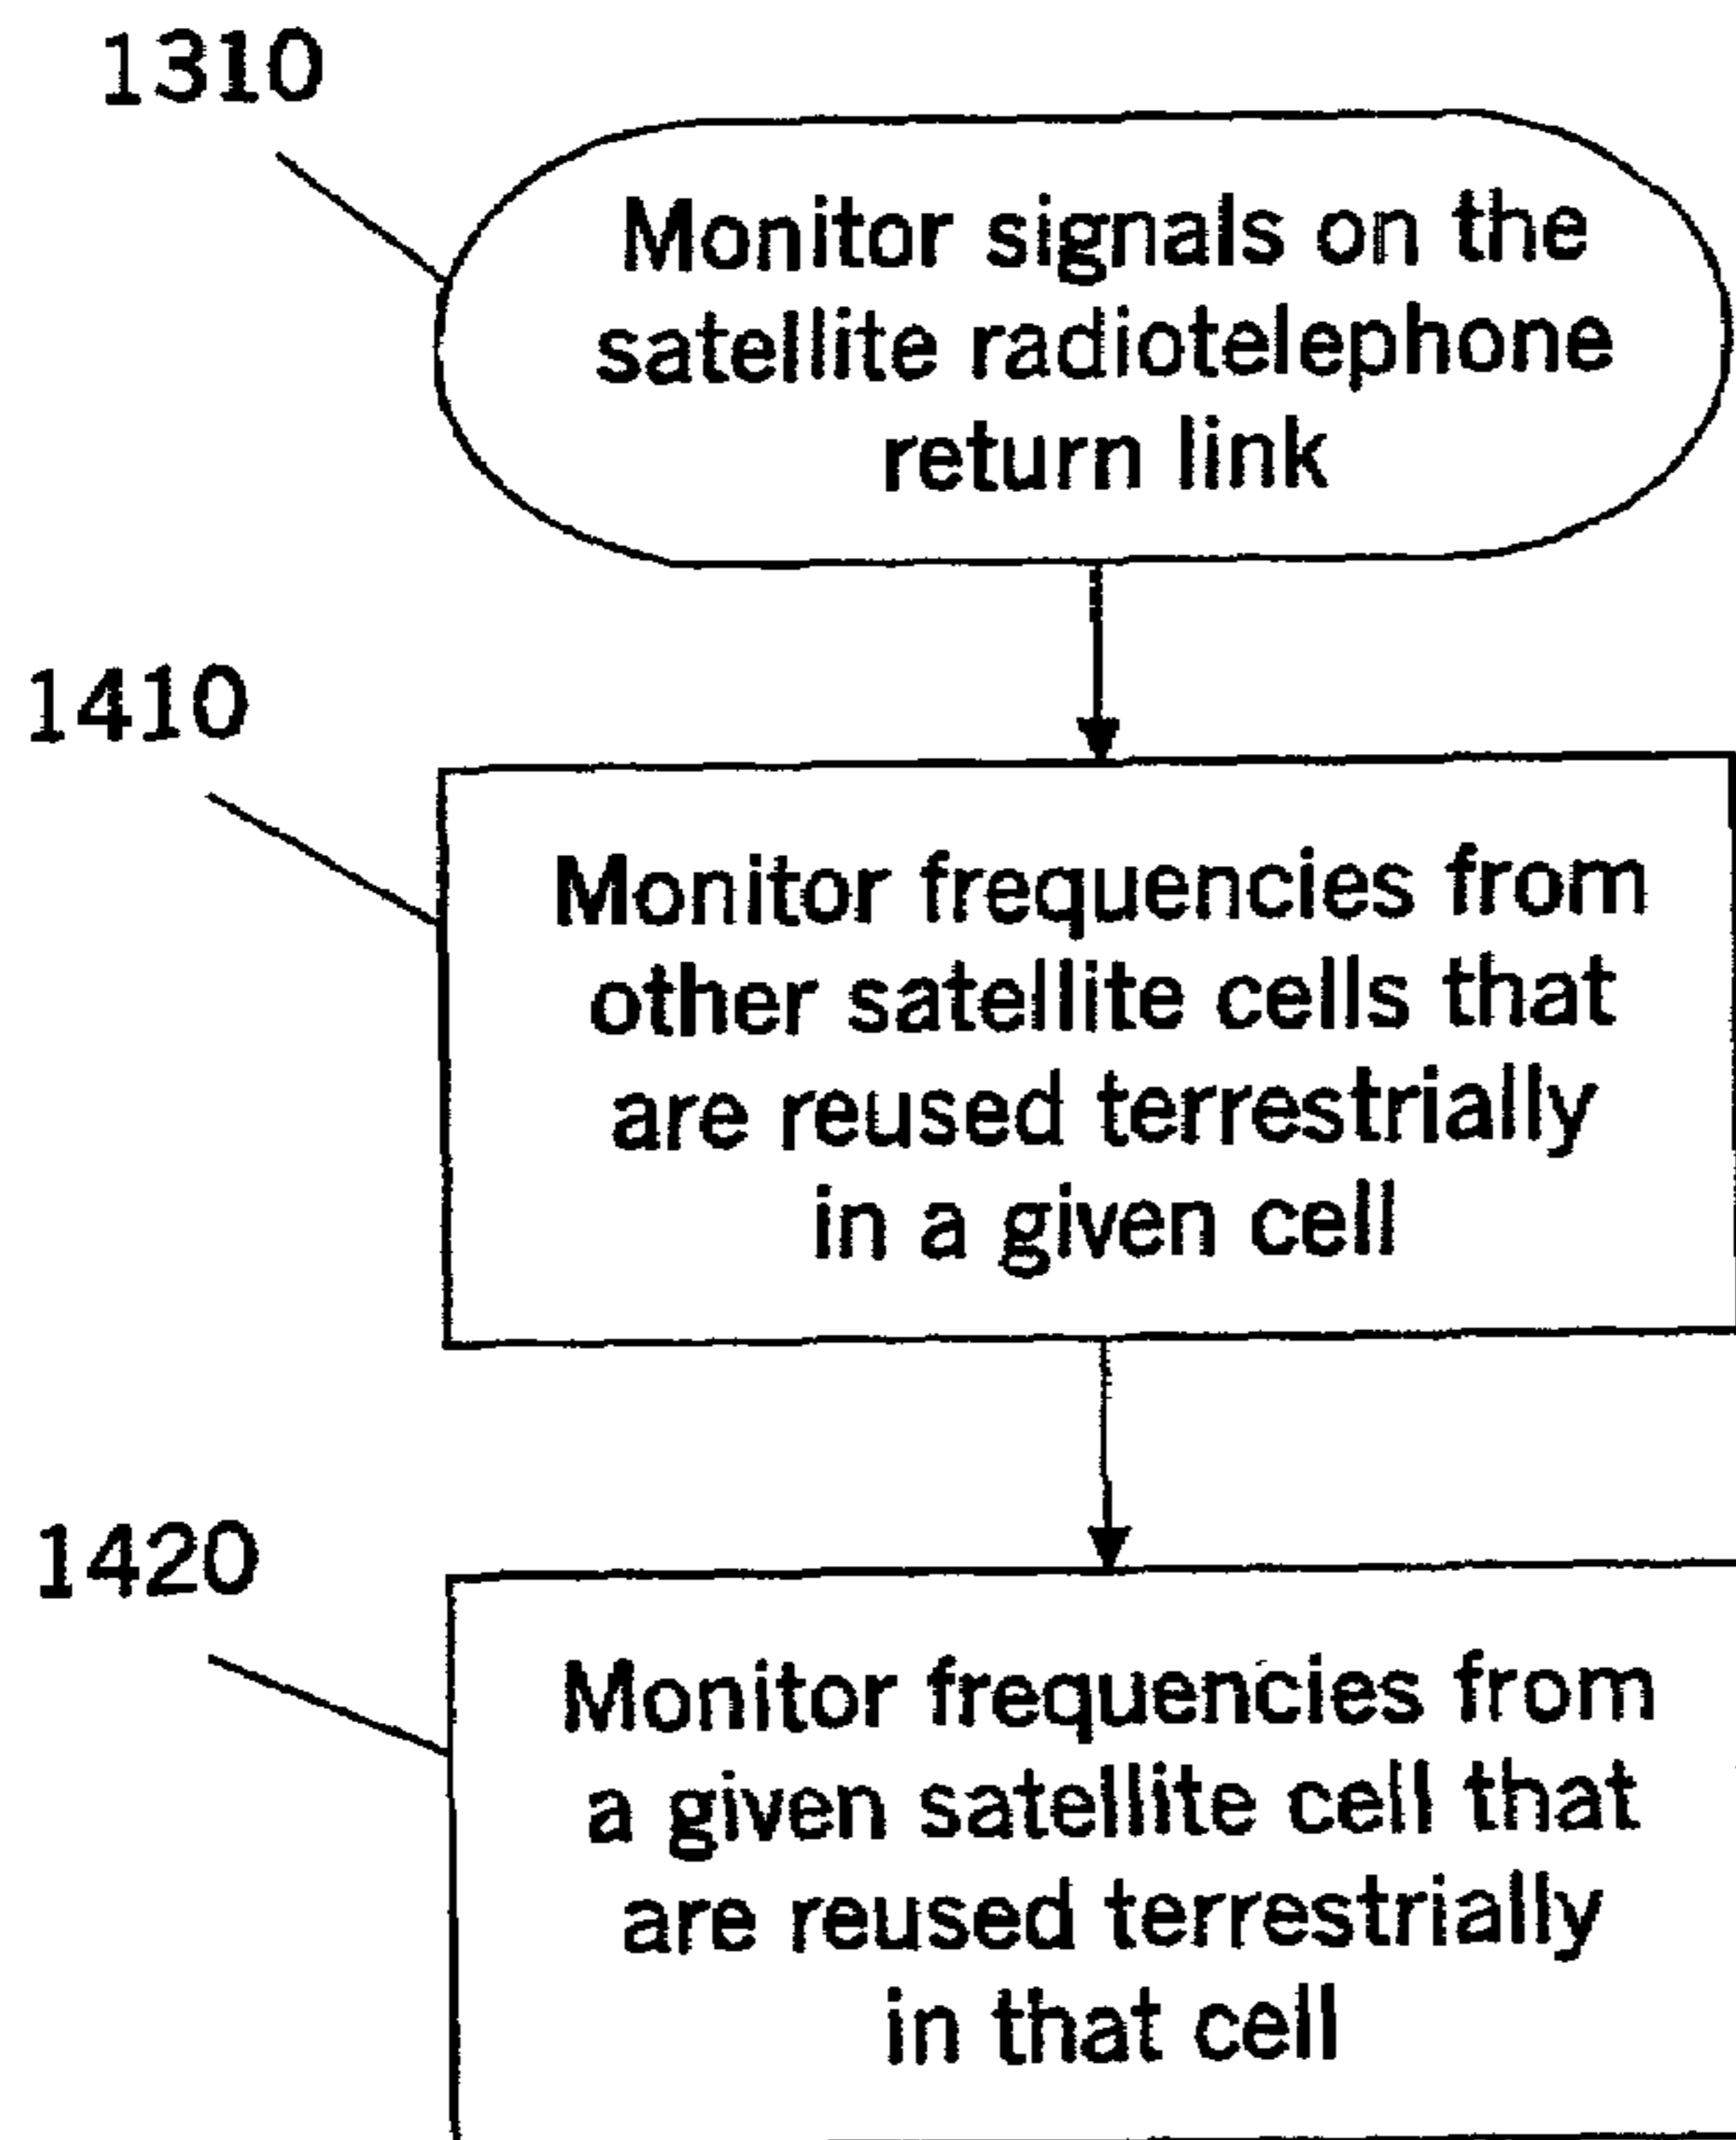 1310
Monitor signals on the
satellite radiotelephone
return link
1410
Monitor frequencies from
other satellite cells that
are reused terrestrially
in a given cell
1420
Monitor frequencies from
a given satellite cell that
are reused terrestrially
in that cell